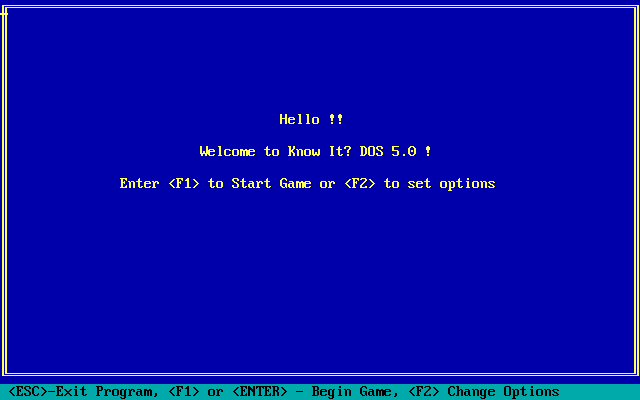 Hello !!
Welcome to Know It? DOS 5.0 !
Enter <F1> to Start Game or <F2> to set options
<ESC>-Exit Program, <F1> or <ENTER> - Begin Game, <F2> Change Options